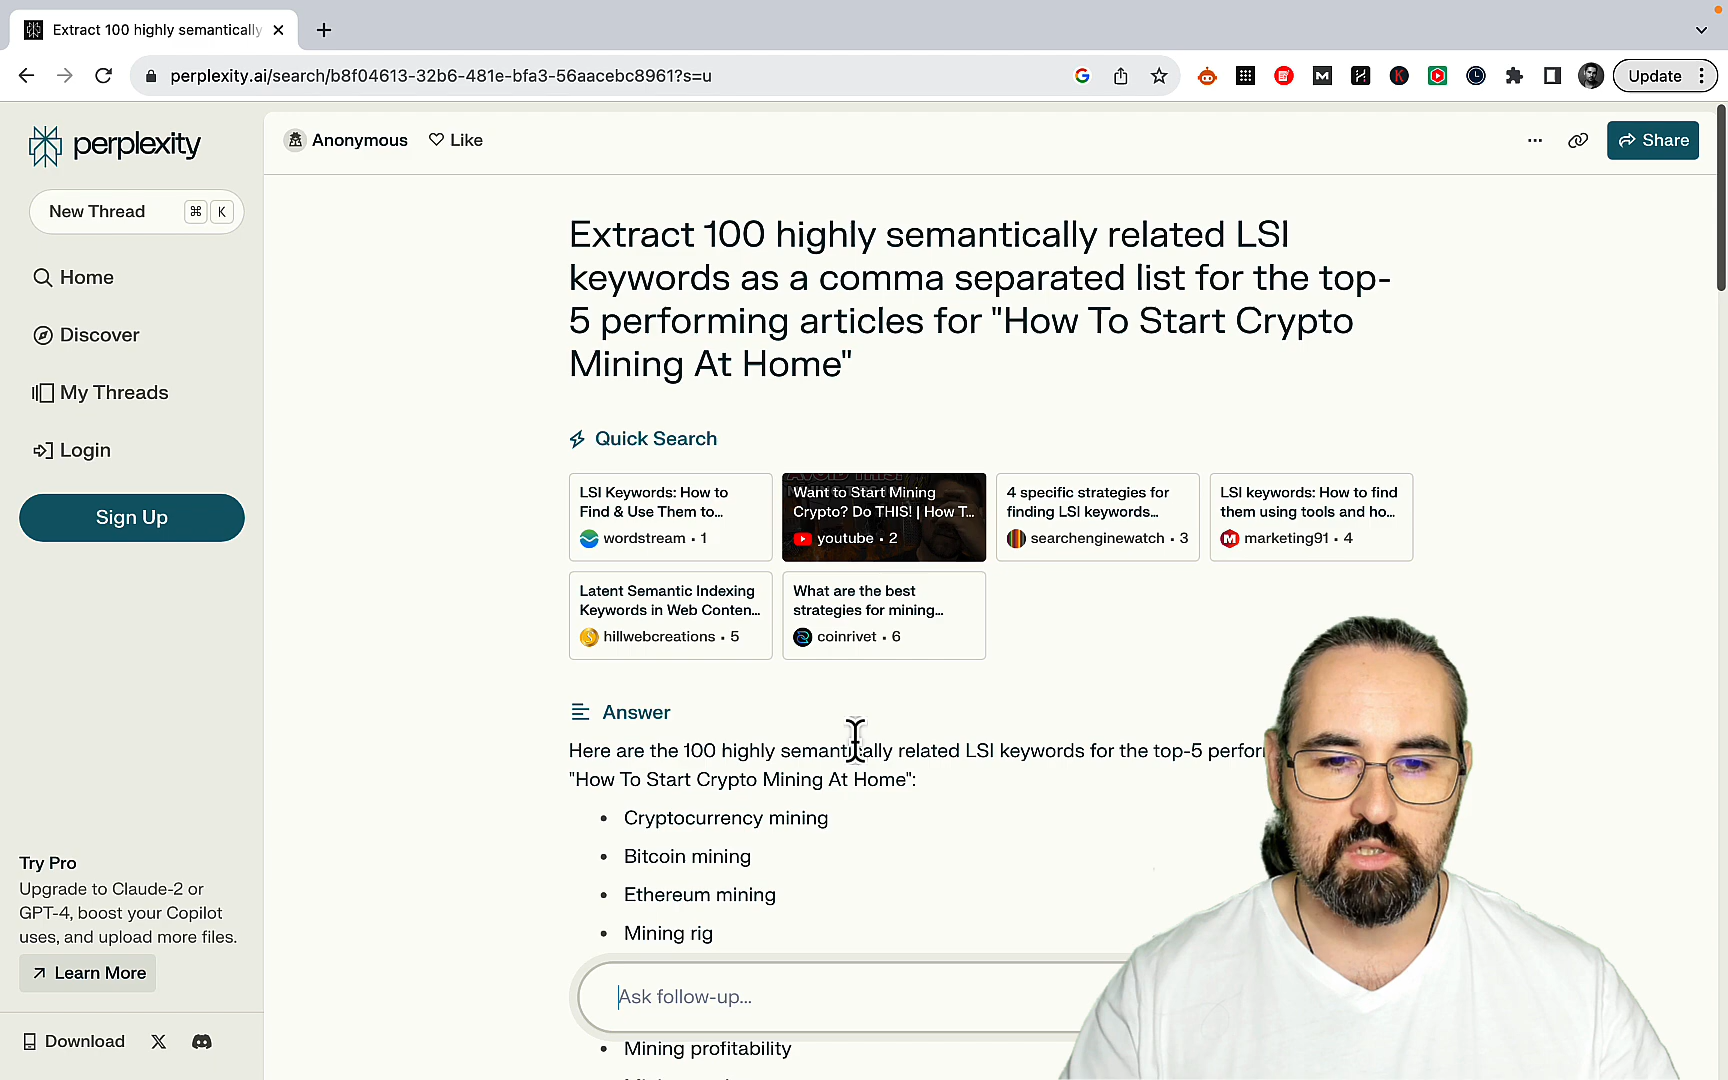 Extract 100 highly semantically
perplexity.ai/search/b8f04613-32b6-481e-bfa3-56aacebc8961?s=u
Update
perplexity
New Thread ⌘ K
Home
Discover
My Threads
Login
Sign Up
Try Pro
Upgrade to Claude-2 or
GPT-4, boost your Copilot
uses, and upload more files.
Learn More
Download
Anonymous Like
Share
Extract 100 highly semantically related LSI
keywords as a comma separated list for the top-
5 performing articles for "How To Start Crypto
Mining At Home"
Quick Search
LSI Keywords: How to
Find & Use Them to...
wordstream • 1
Want to Start Mining
Crypto? Do THIS! | How T...
youtube • 2
4 specific strategies for
finding LSI keywords...
searchenginewatch • 3
LSI keywords: How to find
them using tools and ho...
marketing91 • 4
Latent Semantic Indexing
Keywords in Web Conten...
hillwebcreations • 5
What are the best
strategies for mining...
coinrivet • 6
Answer
Here are the 100 highly semantically related LSI keywords for the top-5 perfor
"How To Start Crypto Mining At Home":
• Cryptocurrency mining
• Bitcoin mining
• Ethereum mining
• Mining rig
Ask follow-up...
• Mining profitability